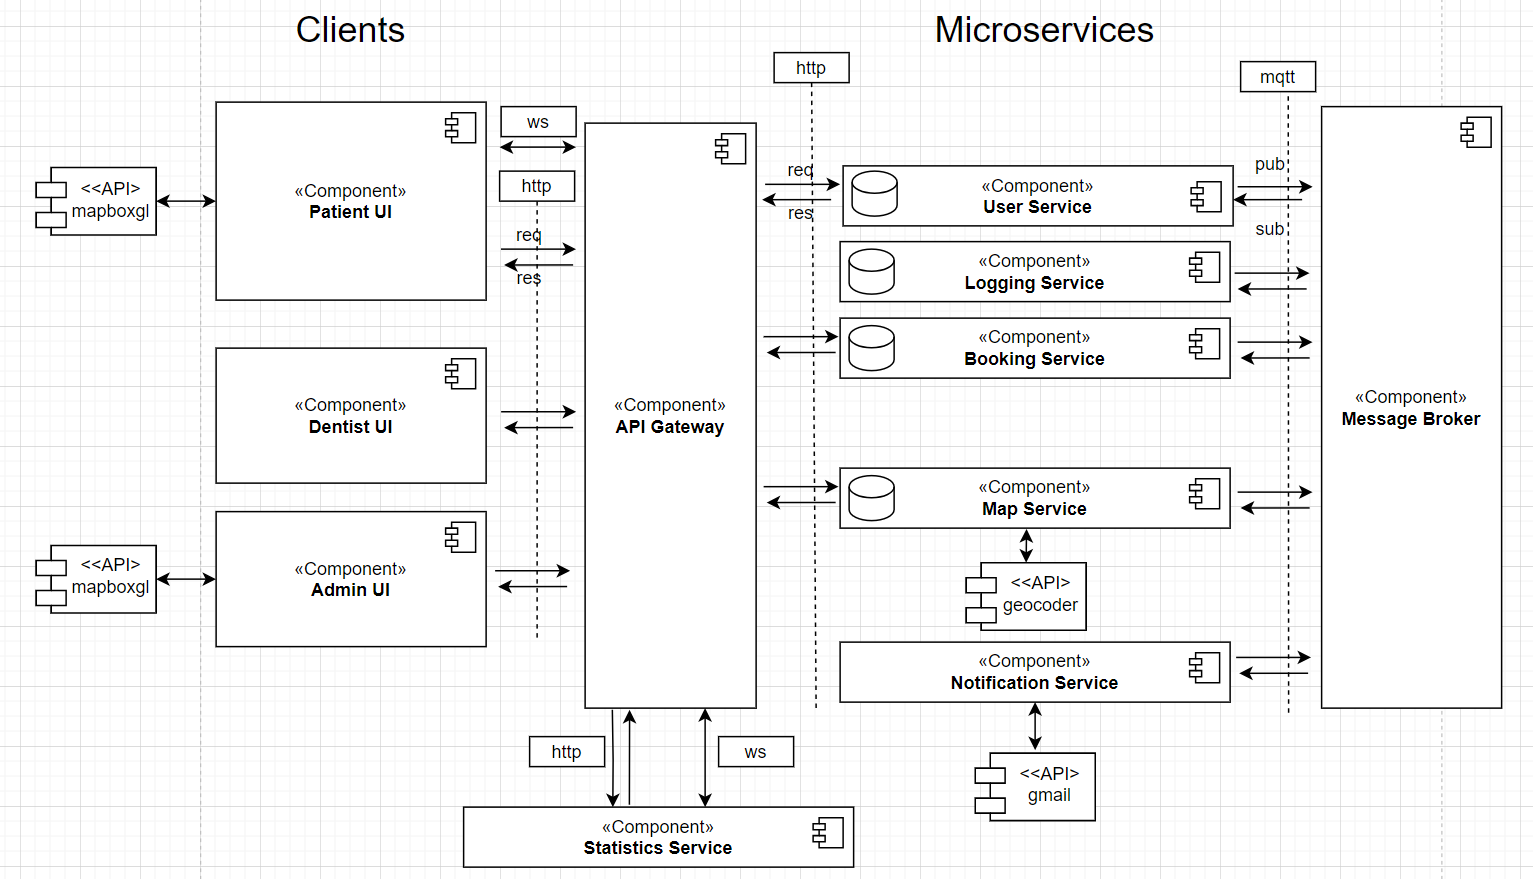 Clients
Microservices
http
mqtt
ws
«Component»
Patient UI
<<API>
mapboxgl
http
req
res
«Component»
Dentist UI
«Component»
Admin UI
<<API>
mapboxgl
«Component»
API Gateway
req
res
«Component»
User Service
pub
sub
«Component»
Logging Service
«Component»
Booking Service
«Component»
Map Service
<<API>
geocoder
«Component»
Notification Service
<<API>
gmail
«Component»
Message Broker
http
ws
«Component»
Statistics Service